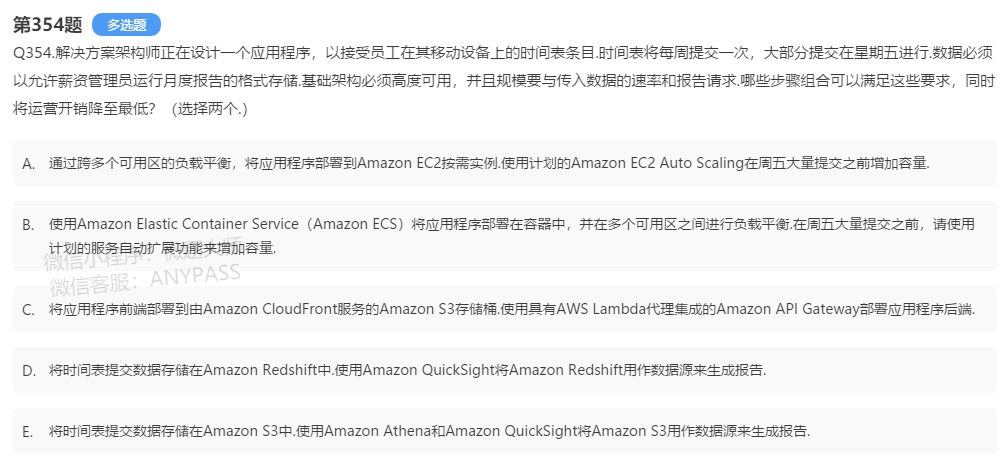 第354题 多选题
Q354.解决方案架构师正在设计一个应用程序，以接受员工在其移动设备上的时间表条目.时间表将每周提交一次，大部分提交在星期五进行.数据必须
以允许薪资管理员运行月度报告的格式存储.基础架构必须高度可用，并且规模要与传入数据的速率和报告请求.哪些步骤组合可以满足这些要求，同时
将运营开销降至最低？（选择两个.）
A. 通过跨多个可用区的负载平衡，将应用程序部署到Amazon EC2按需实例.使用计划的Amazon EC2 Auto Scaling在周五大量提交之前增加容量.
B. 使用Amazon Elastic Container Service（Amazon ECS）将应用程序部署在容器中，并在多个可用区之间进行负载平衡.在周五大量提交之前，请使用
计划的服务自动扩展功能来增加容量.
微信小程序：
微信客服：ANYPASS
C. 将应用程序前端部署到由Amazon CloudFront服务的Amazon S3存储桶.使用具有AWS Lambda代理集成的Amazon API Gateway部署应用程序后端.
D. 将时间表提交数据存储在Amazon Redshift中.使用Amazon QuickSight将Amazon Redshift用作数据源来生成报告.
E. 将时间表提交数据存储在Amazon S3中.使用Amazon Athena和Amazon QuickSight将Amazon S3用作数据源来生成报告.